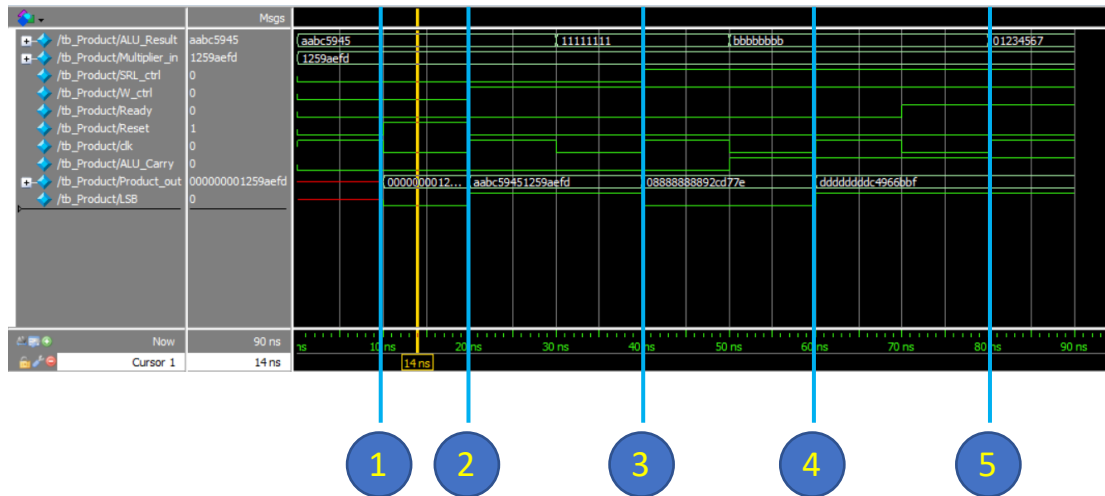 Msgs
/tb_Product/ALU_Result aabc5945 aabc5945 11111111 bbbbbbbb 01234567
/tb_Product/Multiplier_in 1259aefd 1259aefd
/tb_Product/SRL_ctrl 0
/tb_Product/W_ctrl 0
/tb_Product/Ready 0
/tb_Product/Reset 1
/tb_Product/clk 0
/tb_Product/ALU_Carry 0
/tb_Product/Product_out 000000001259aefd 0000000012... aabc59451259aefd 08888888892cd77e ddddddddc4966bbf
/tb_Product/LSB 0
Now 90 ns ns 10 ns 20 ns 30 ns 40 ns 50 ns 60 ns 70 ns 80 ns 90 ns
Cursor 1 14 ns 14 ns
1 2 3 4 5